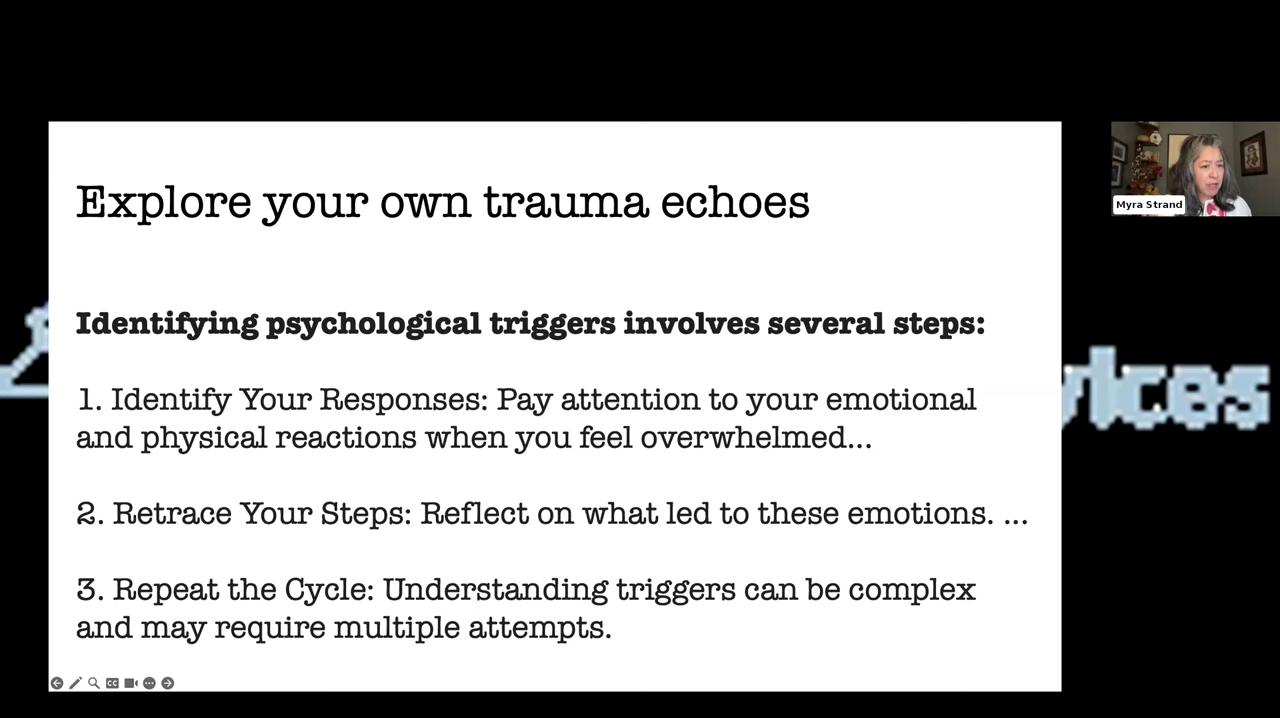 Explore your own trauma echoes
Myra Strand
Identifying psychological triggers involves several steps:
1. Identify Your Responses: Pay attention to your emotional
and physical reactions when you feel overwhelmed...
2. Retrace Your Steps: Reflect on what led to these emotions. ...
3. Repeat the Cycle: Understanding triggers can be complex
and may require multiple attempts.
vices
CC